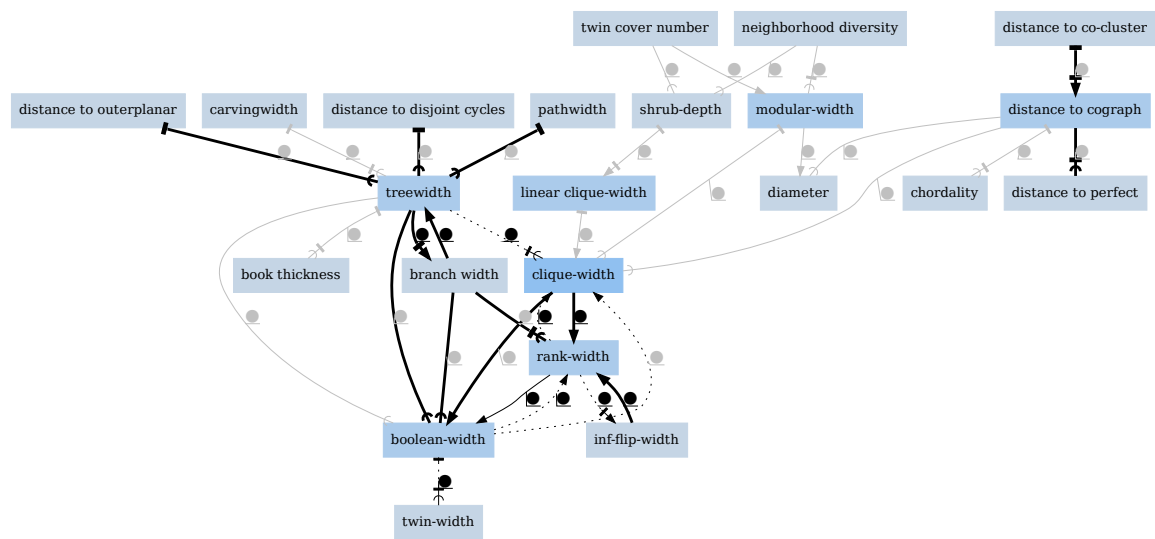 twin cover number
neighborhood diversity
distance to co-cluster
distance to outerplanar
carvingwidth
distance to disjoint cycles
pathwidth
shrub-depth
modular-width
distance to cograph
treewidth
linear clique-width
diameter
chordality
distance to perfect
book thickness
branch width
clique-width
rank-width
boolean-width
inf-flip-width
twin-width